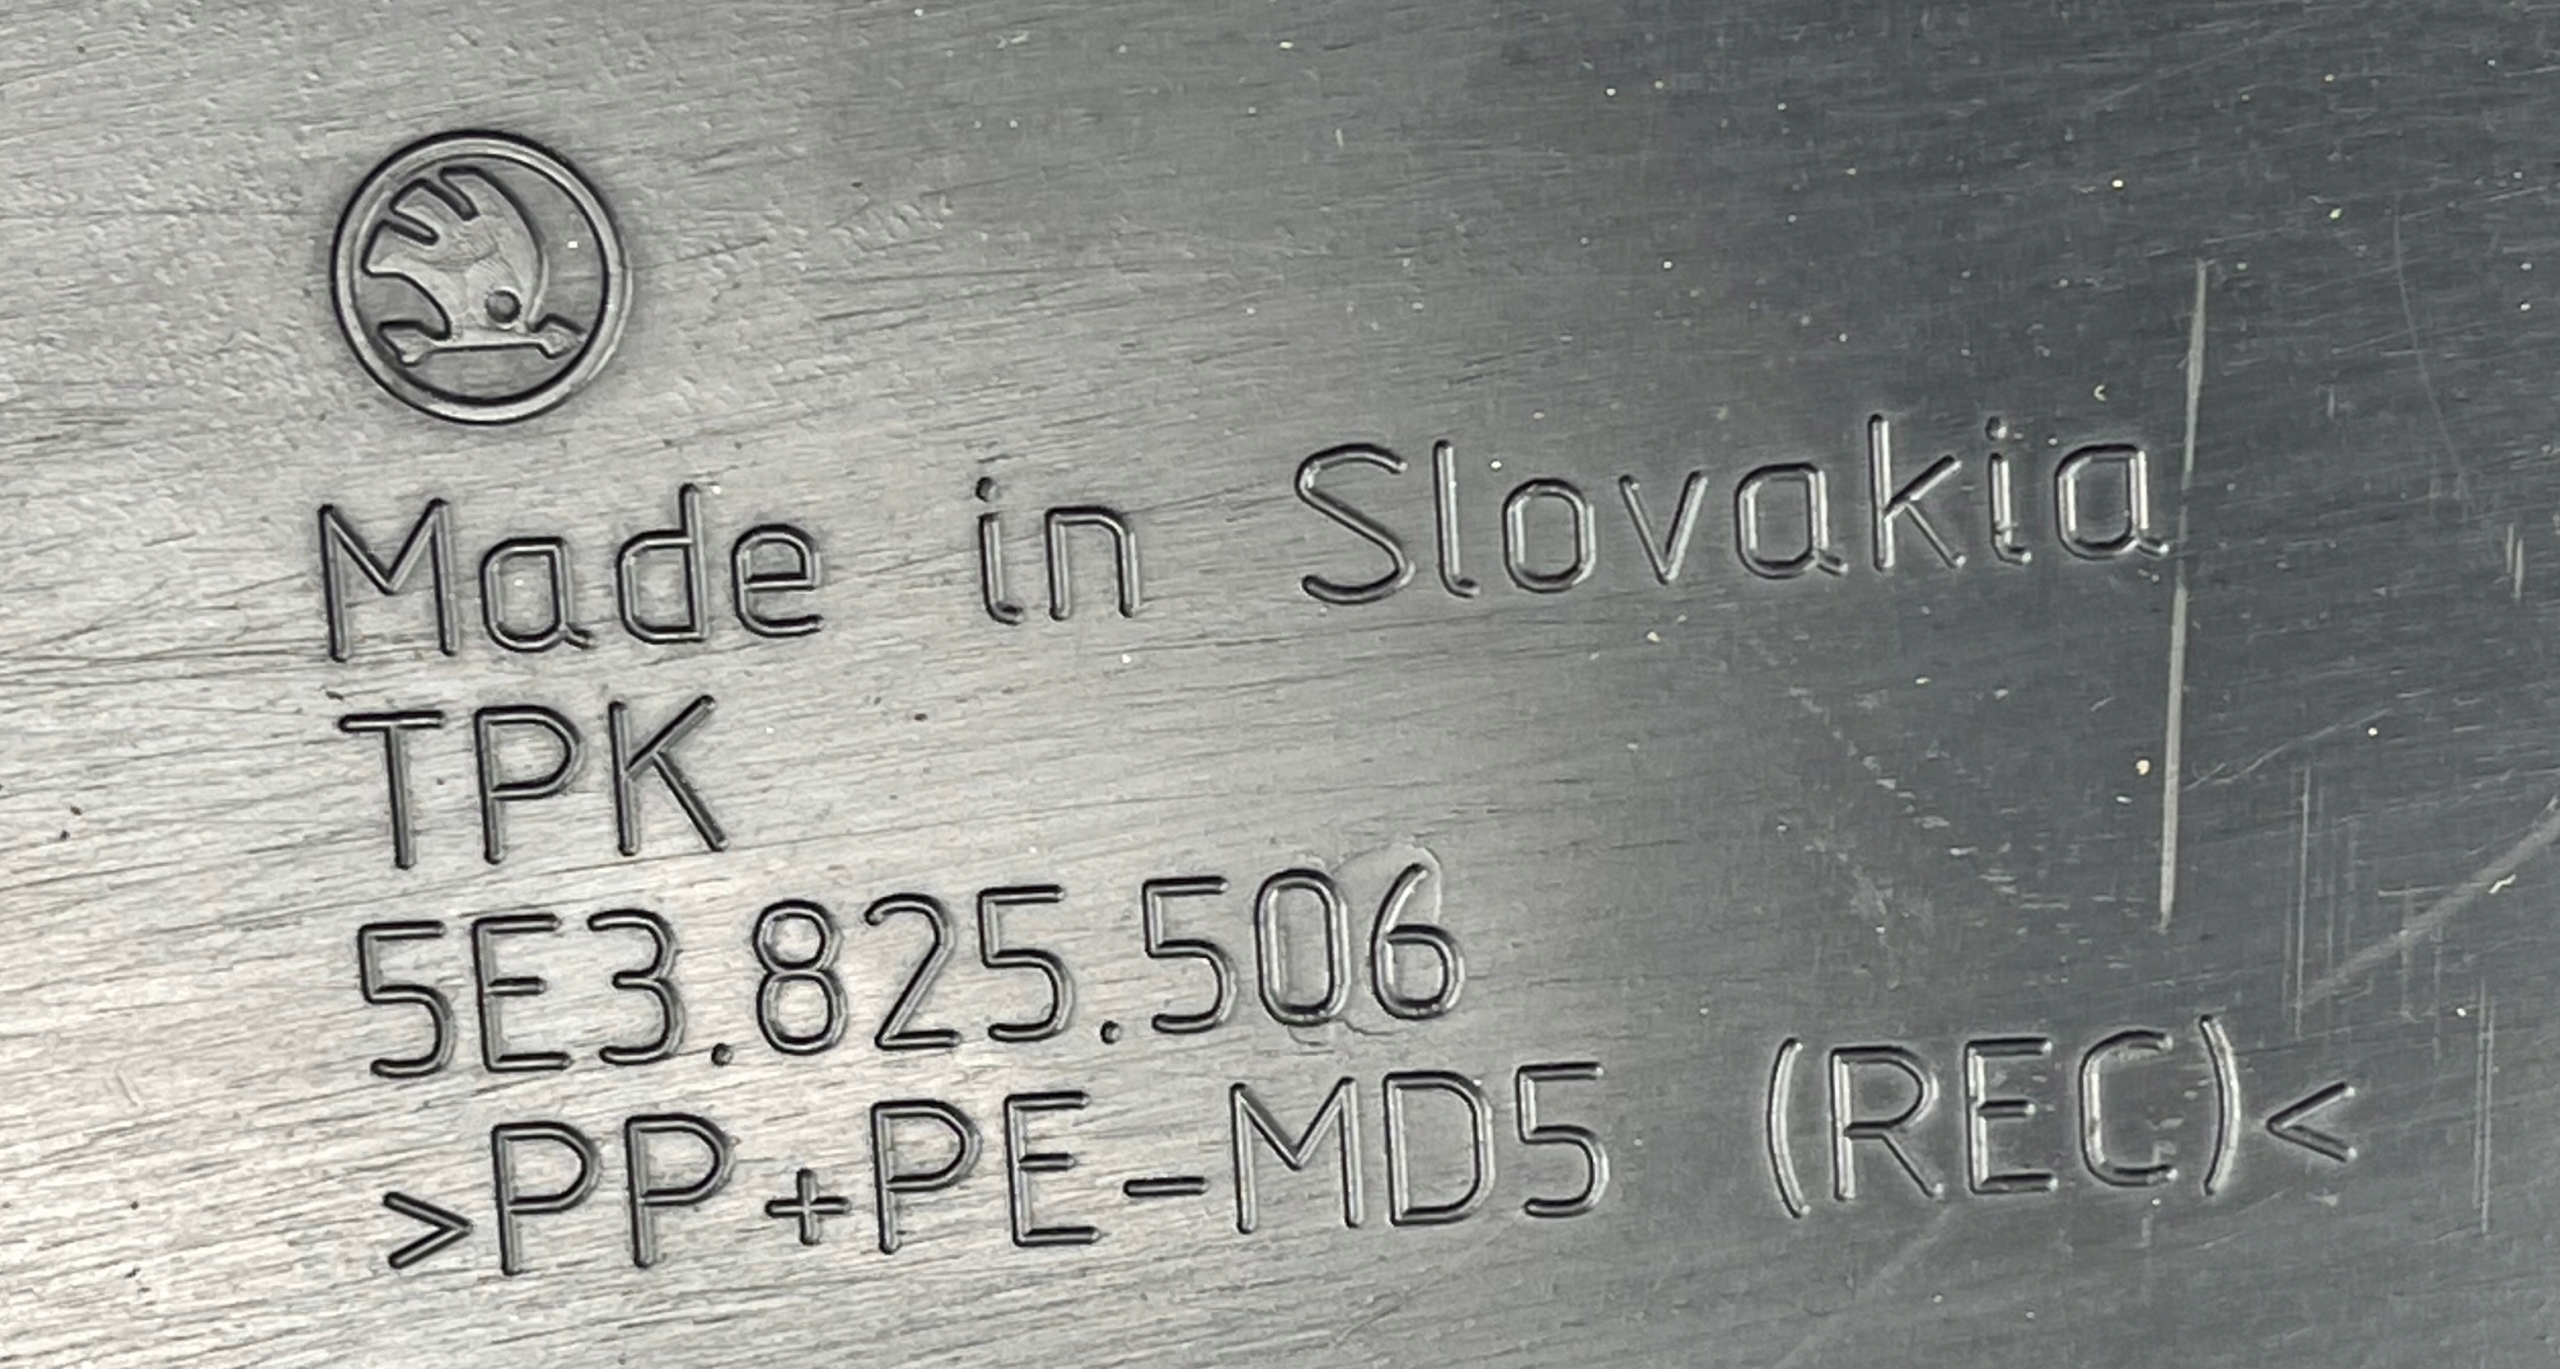 Made in Slovakia
TPK
5E3.825.506
>PP+PE-MD5 (REC)<